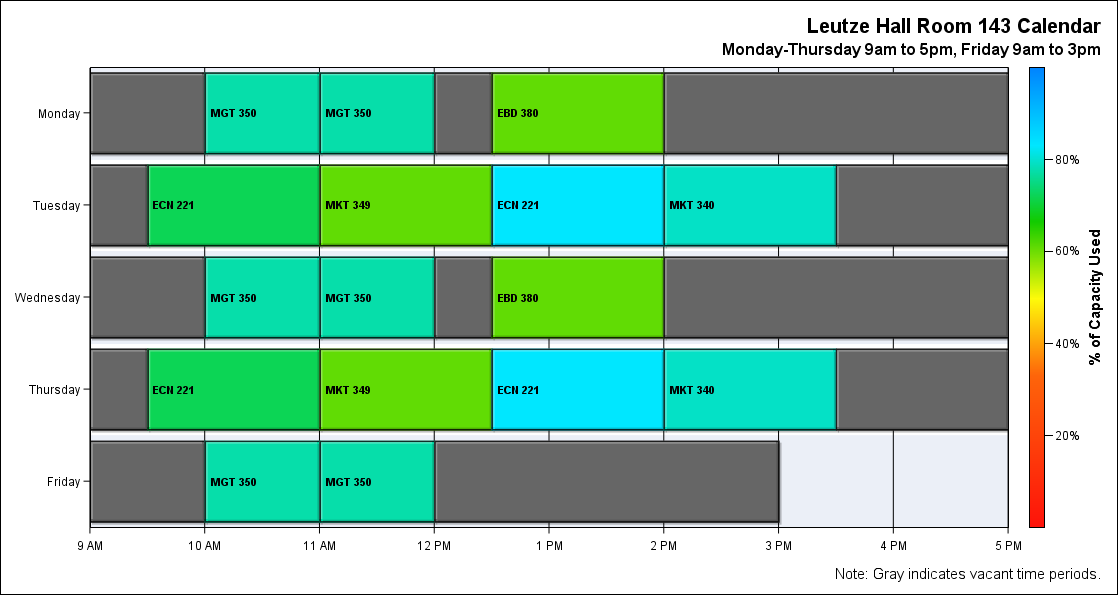 Leutze Hall Room 143 Calendar
Monday-Thursday 9am to 5pm, Friday 9am to 3pm
Monday
MGT 350
MGT 350
EBD 380
Tuesday
ECN 221
MKT 349
ECN 221
MKT 340
Wednesday
MGT 350
MGT 350
EBD 380
Thursday
ECN 221
MKT 349
ECN 221
MKT 340
Friday
MGT 350
MGT 350
9 AM
10 AM
11 AM
12 PM
1 PM
2 PM
3 PM
4 PM
5 PM
80%
60%
40%
20%
% of Capacity Used
Note: Gray indicates vacant time periods.